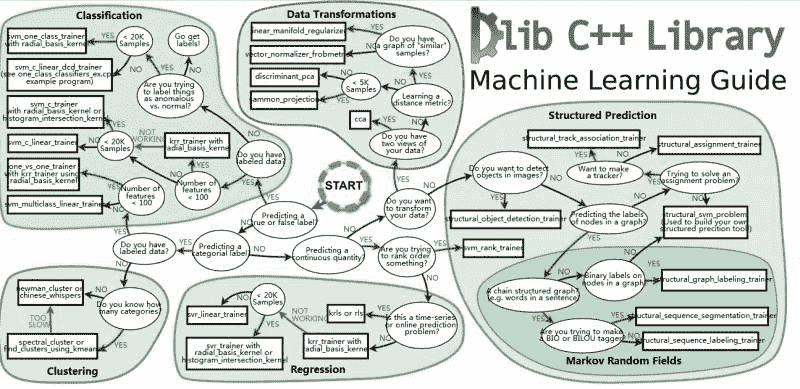 Classification
svm_one_class_trainer
with radial_basis_kernel
YES
< 20K
Samples
Go get
labels!
svm_c_linear_dcd_trainer
(see one_class_classifiers_ex.cpp
example program)
NO
YES
NO
Are you trying
to label things
as anomalous
vs. normal?
svm_c_trainer
with radial_basis_kernel or
histogram_intersection_kernel
YES
< 20K
Samples
NOT
WORKING
krr_trainer with
radial_basis_kernel
NO
svm_c_linear_trainer
NO
YES
Do you have
labeled data?
one_vs_one_trainer
with krr_trainer using
radial_basis_kernel
YES
Number of
features
< 100
NO
Number of
features
< 100
YES
svm_multiclass_linear_trainer
NO
YES
Data Transformations
linear_manifold_regularizer
YES
Do you have
a graph of "similar"
samples?
vector_normalizer_frobmetric
NO
discriminant_pca
YES
< 5K
Samples
YES
sammon_projection
NO
Learning a
distance metric?
cca
YES
NO
Do you have
two views of
your data?
dlib C++ Library
Machine Learning Guide
START
YES
Do you want
to transform
your data?
NO
YES
Predicting a
true or false label?
NO
Do you have
labeled data?
YES
Predicting a
categorial label?
NO
Predicting a
continuous quantity?
NO
Are you trying
to rank order
something?
YES
svm_rank_trainer
NO
YES
NO
Clustering
newman_cluster or
chinese_whispers
NO
Do you know how
many categories?
TOO
SLOW
spectral_cluster or
find_clusters_using_kmeans
YES
Regression
svr_linear_trainer
NO
< 20K
Samples
NOT
WORKING
krls or rls
YES
Is this a time-series
or online prediction
problem?
YES
svr_trainer with
radial_basis_kernel or
histogram_intersection_kernel
krr_trainer with
radial_basis_kernel
NO
Structured Prediction
structural_track_association_trainer
YES
structural_assignment_trainer
Do you want to detect
objects in images?
NO
Want to make
a tracker?
NO
YES
Trying to solve an
assignment problem?
YES
structural_object_detection_trainer
Predicting the labels
of nodes in a graph?
NO
NO
structural_svm_problem
(Used to build your own
structured precition tool!)
YES
NO
A chain structured graph?
e.g. words in a sentence
NO
Binary labels on
nodes in a graph?
YES
structural_graph_labeling_trainer
YES
Are you trying to make
a BIO or BILOU tagger?
YES
structural_sequence_segmentation_trainer
NO
structural_sequence_labeling_trainer
Markov Random Fields